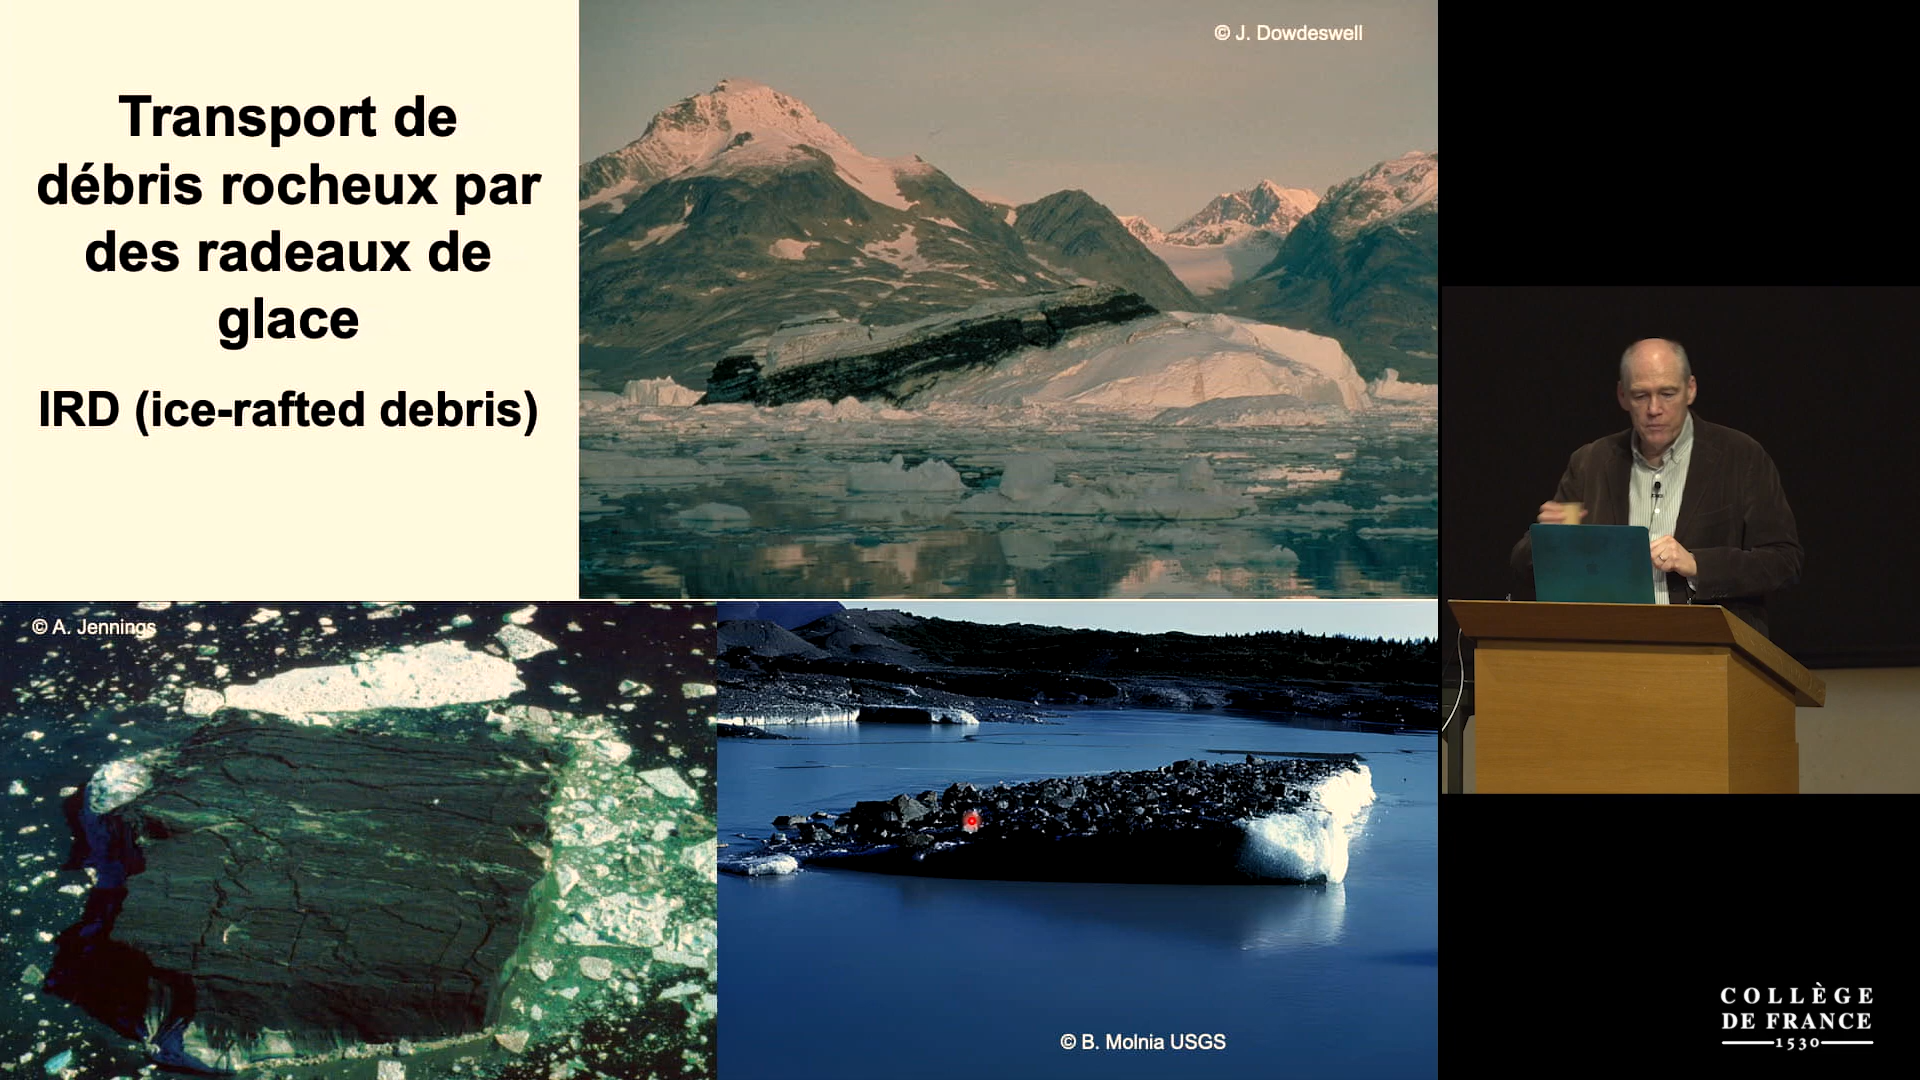 Transport de
débris rocheux par
des radeaux de
glace
IRD (ice-rafted debris)
© J. Dowdeswell
© A. Jennings
© B. Molnia USGS
COLLÈGE
DE FRANCE
1530